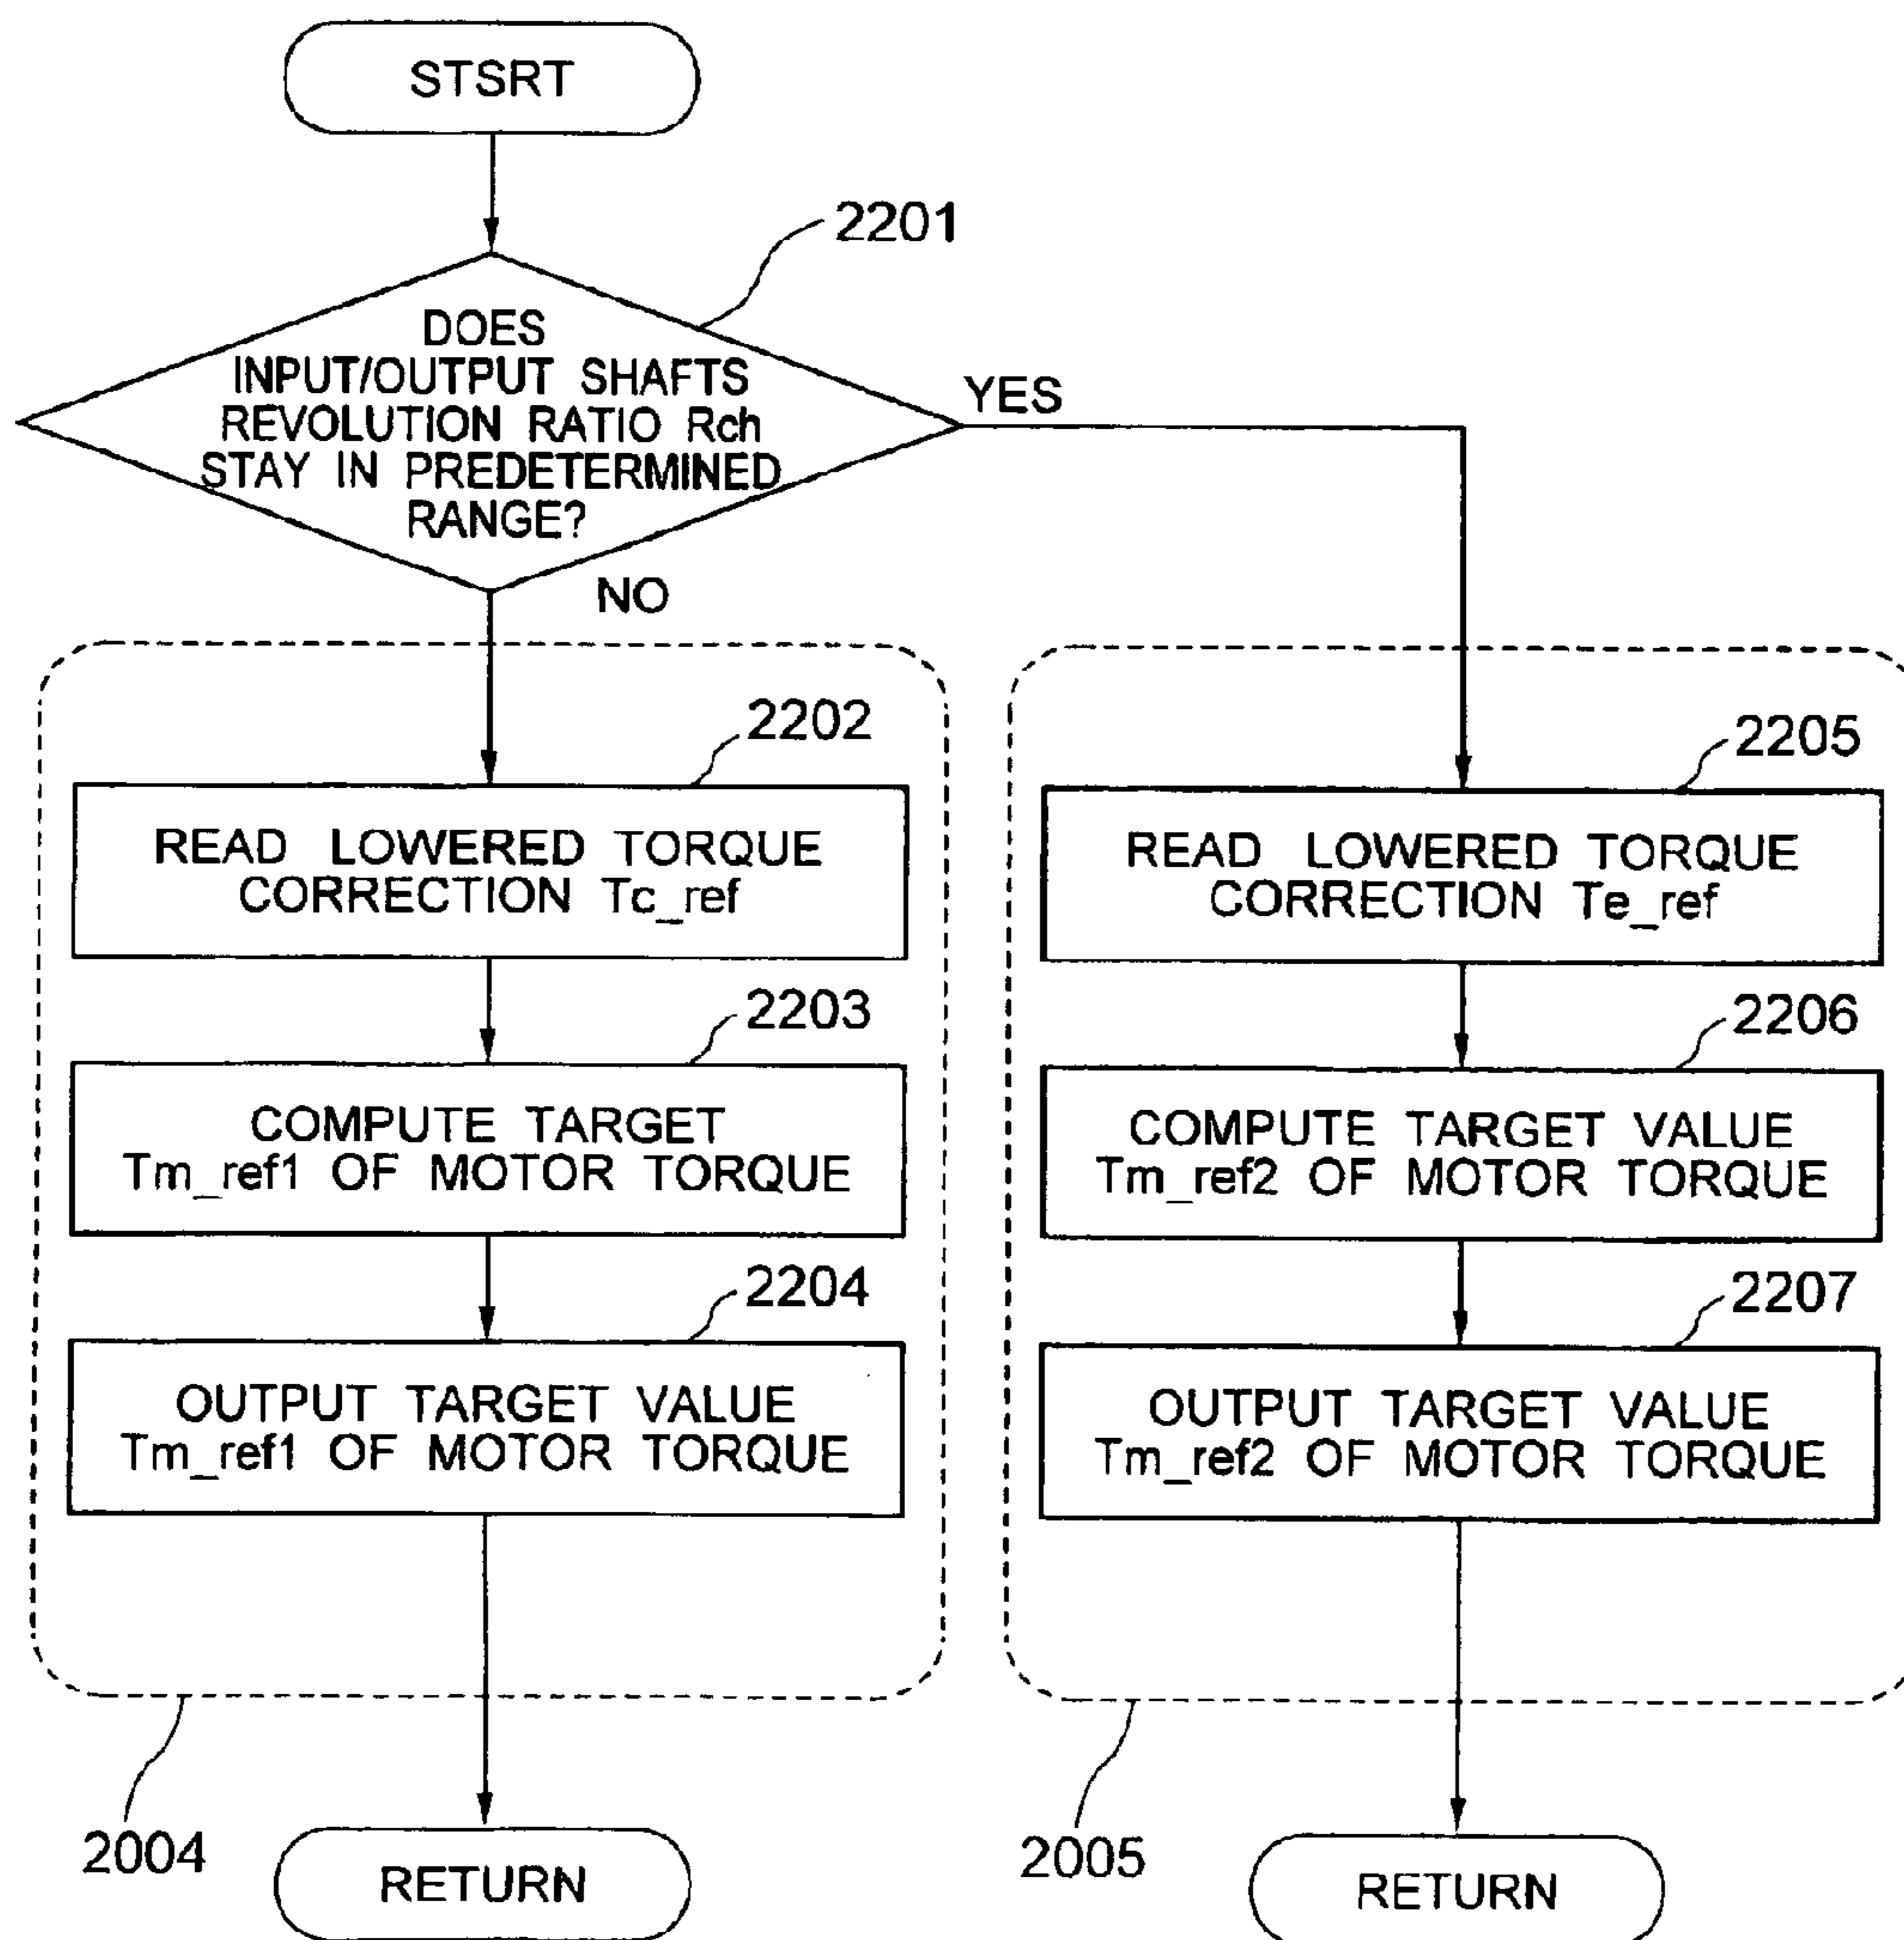 STSRT
2201
DOES
INPUT/OUTPUT SHAFTS
REVOLUTION RATIO Rch
STAY IN PREDETERMINED
RANGE?
YES
NO
2202
READ LOWERED TORQUE
CORRECTION Tc_ref
2203
COMPUTE TARGET
Tm_ref1 OF MOTOR TORQUE
2204
OUTPUT TARGET VALUE
Tm_ref1 OF MOTOR TORQUE
2004
RETURN
2205
READ LOWERED TORQUE
CORRECTION Te_ref
2206
COMPUTE TARGET VALUE
Tm_ref2 OF MOTOR TORQUE
2207
OUTPUT TARGET VALUE
Tm_ref2 OF MOTOR TORQUE
2005
RETURN